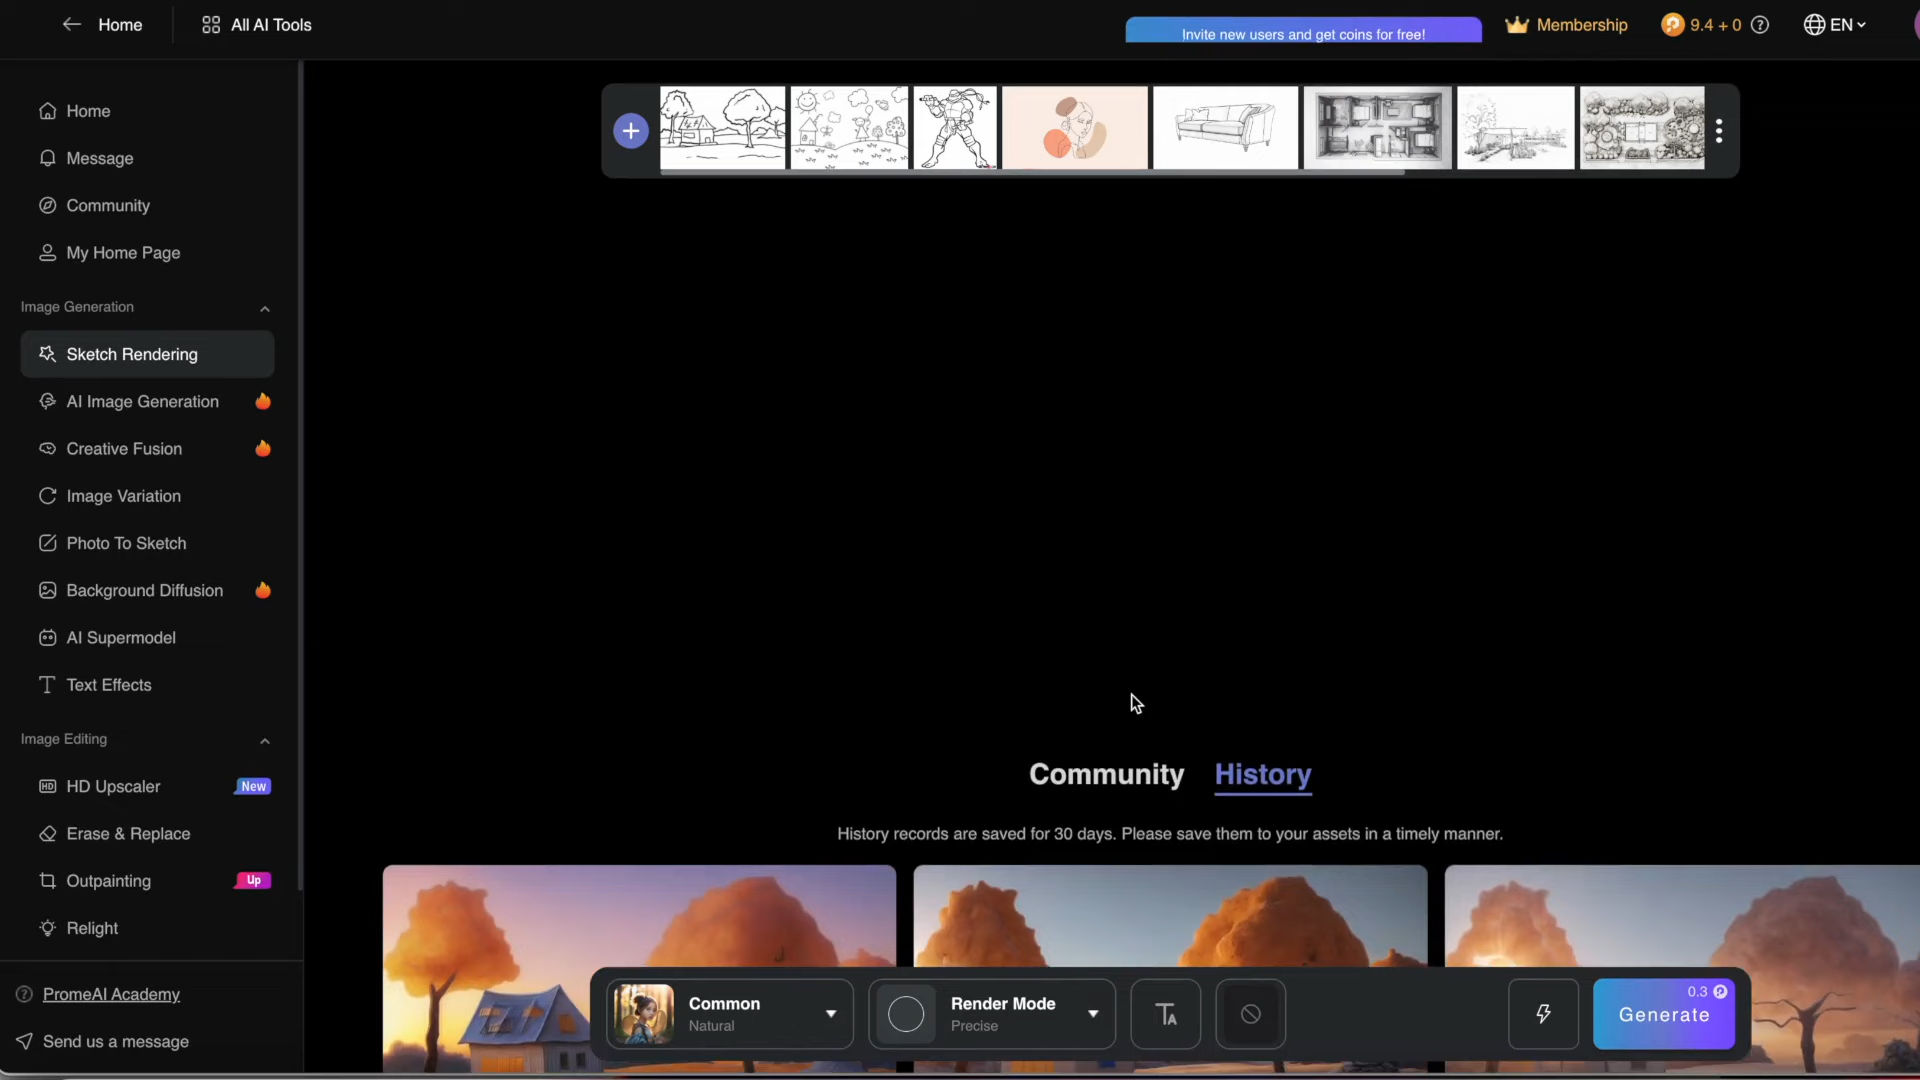 Home
All AI Tools
Invite new users and get coins for free!
Membership
9.4 + 0
EN
Home
Message
Community
My Home Page
Image Generation
Sketch Rendering
AI Image Generation
Creative Fusion
Image Variation
Photo To Sketch
Background Diffusion
AI Supermodel
Text Effects
Image Editing
HD Upscaler
New
Erase & Replace
Outpainting
Up
Relight
PromeAI Academy
Send us a message
Community
History
History records are saved for 30 days. Please save them to your assets in a timely manner.
Common
Natural
Render Mode
Precise
0.3
Generate